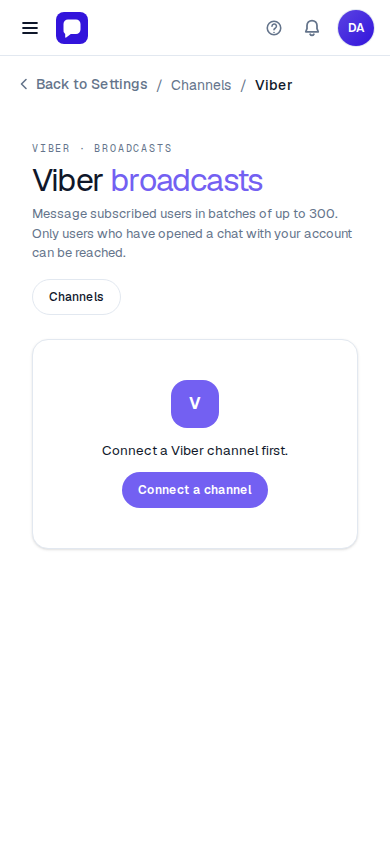 DA
Back to Settings / Channels / Viber
VIBER · BROADCASTS
Viber broadcasts
Message subscribed users in batches of up to 300.
Only users who have opened a chat with your account
can be reached.
Channels
V
Connect a Viber channel first.
Connect a channel